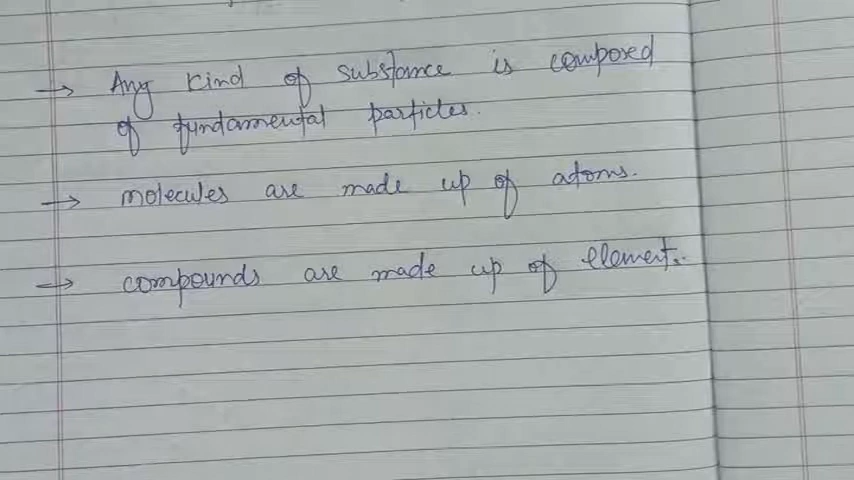 → Any kind of substance is composed
of fundamental particles.
→ molecules are made up of atoms.
→ compounds are made up of element.